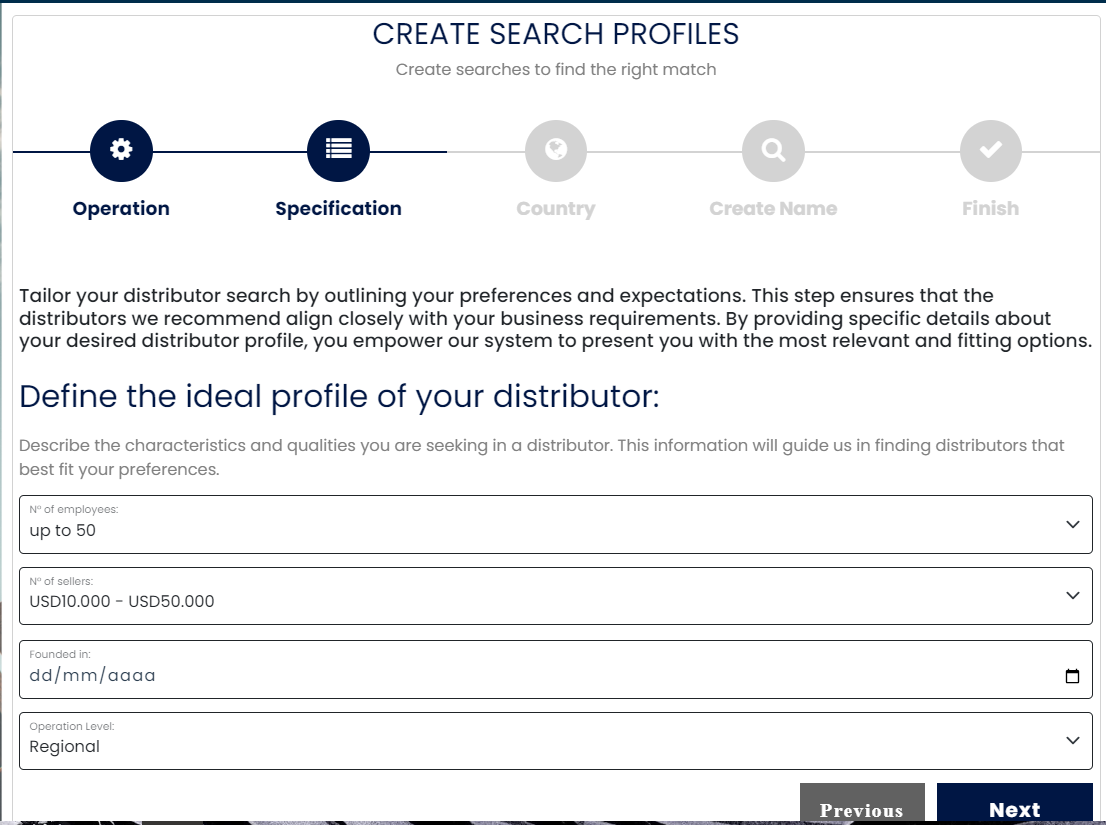 CREATE SEARCH PROFILES
Create searches to find the right match
Operation
Specification
Country
Create Name
Finish
Tailor your distributor search by outlining your preferences and expectations. This step ensures that the
distributors we recommend align closely with your business requirements. By providing specific details about
your desired distributor profile, you empower our system to present you with the most relevant and fitting options.
Define the ideal profile of your distributor:
Describe the characteristics and qualities you are seeking in a distributor. This information will guide us in finding distributors that
best fit your preferences.
Nº of employees:
up to 50
Nº of sellers:
USD10.000 - USD50.000
Founded in:
dd/mm/aaaa
Operation Level:
Regional
Previous
Next